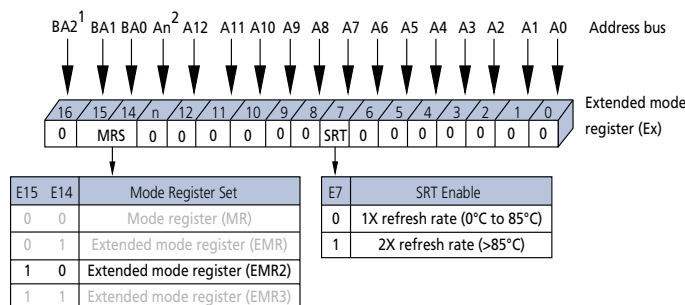 BA2¹ BA1 BA0 An² A12 A11 A10 A9 A8 A7 A6 A5 A4 A3 A2 A1 A0 Address bus
16 15 14 n 12 11 10 9 8 7 6 5 4 3 2 1 0
Extended mode
register (Ex)
0 MRS 0 0 0 0 0 0 SRT 0 0 0 0 0 0 0
E15 E14 Mode Register Set
0 0 Mode register (MR)
0 1 Extended mode register (EMR)
1 0 Extended mode register (EMR2)
1 1 Extended mode register (EMR3)
E7 SRT Enable
0 1X refresh rate (0°C to 85°C)
1 2X refresh rate (>85°C)